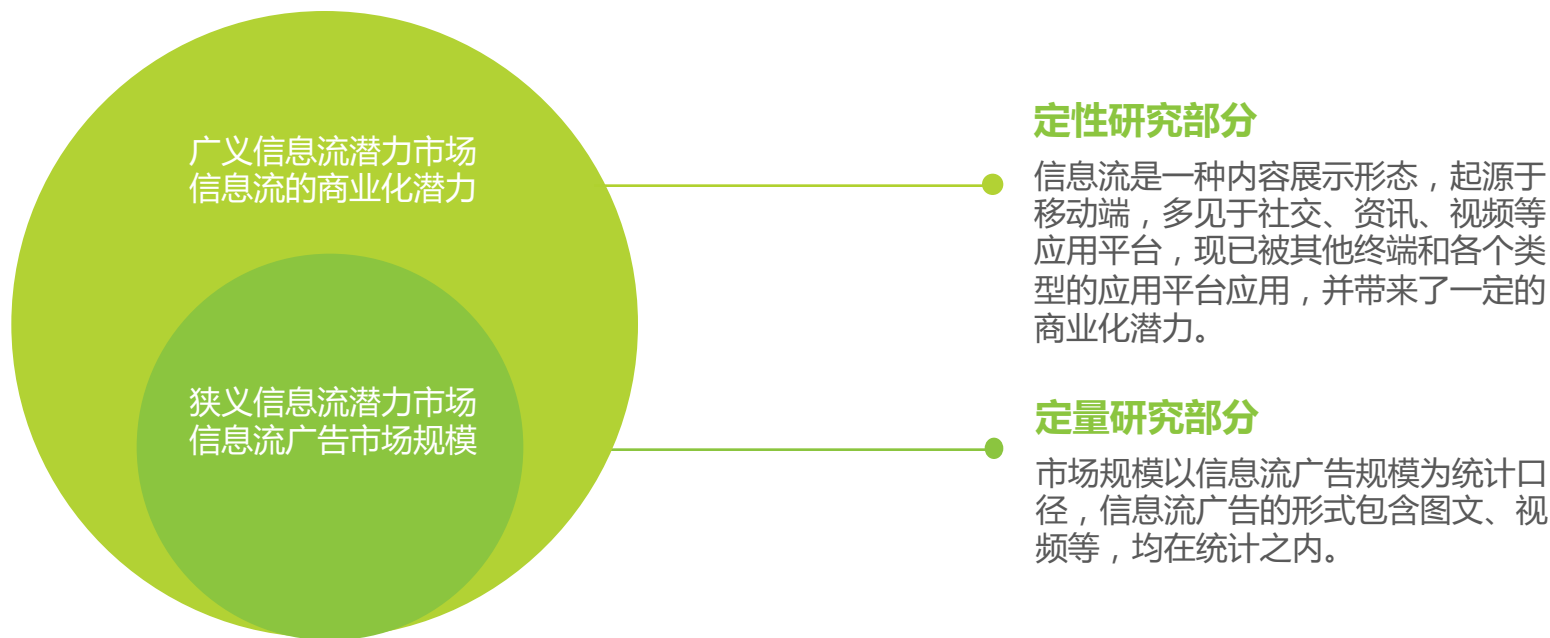 广义信息流潜力市场
信息流的商业化潜力
狭义信息流潜力市场
信息流广告市场规模
定性研究部分
信息流是一种内容展示形态，起源于
移动端，多见于社交、资讯、视频等
应用平台，现已被其他终端和各个类
型的应用平台应用，并带来了一定的
商业化潜力。
定量研究部分
市场规模以信息流广告规模为统计口
径，信息流广告的形式包含图文、视
频等，均在统计之内。